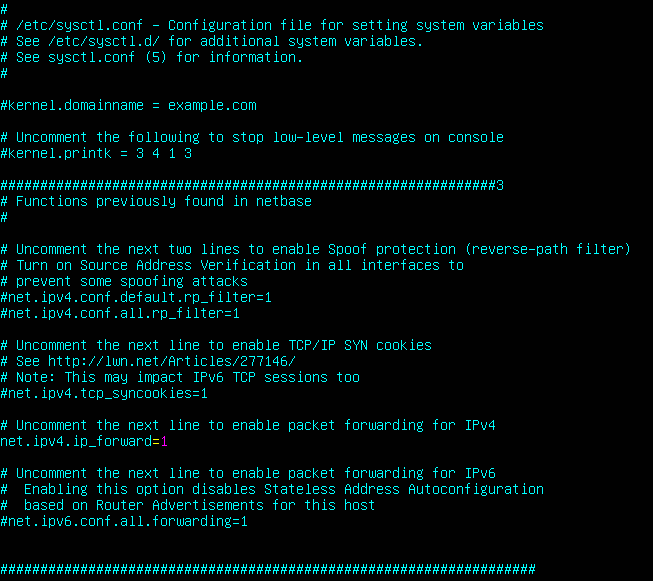 #
# /etc/sysctl.conf - Configuration file for setting system variables
# See /etc/sysctl.d/ for additional system variables.
# See sysctl.conf (5) for information.
#
#kernel.domainname = example.com
# Uncomment the following to stop low-level messages on console
#kernel.printk = 3 4 1 3
##############################################################3
# Functions previously found in netbase
#
# Uncomment the next two lines to enable Spoof protection (reverse-path filter)
# Turn on Source Address Verification in all interfaces to
# prevent some spoofing attacks
#net.ipv4.conf.default.rp_filter=1
#net.ipv4.conf.all.rp_filter=1
# Uncomment the next line to enable TCP/IP SYN cookies
# See http://lwn.net/Articles/277146/
# Note: This may impact IPv6 TCP sessions too
#net.ipv4.tcp_syncookies=1
# Uncomment the next line to enable packet forwarding for IPv4
net.ipv4.ip_forward=1
# Uncomment the next line to enable packet forwarding for IPv6
#  Enabling this option disables Stateless Address Autoconfiguration
#  based on Router Advertisements for this host
#net.ipv6.conf.all.forwarding=1
###################################################################